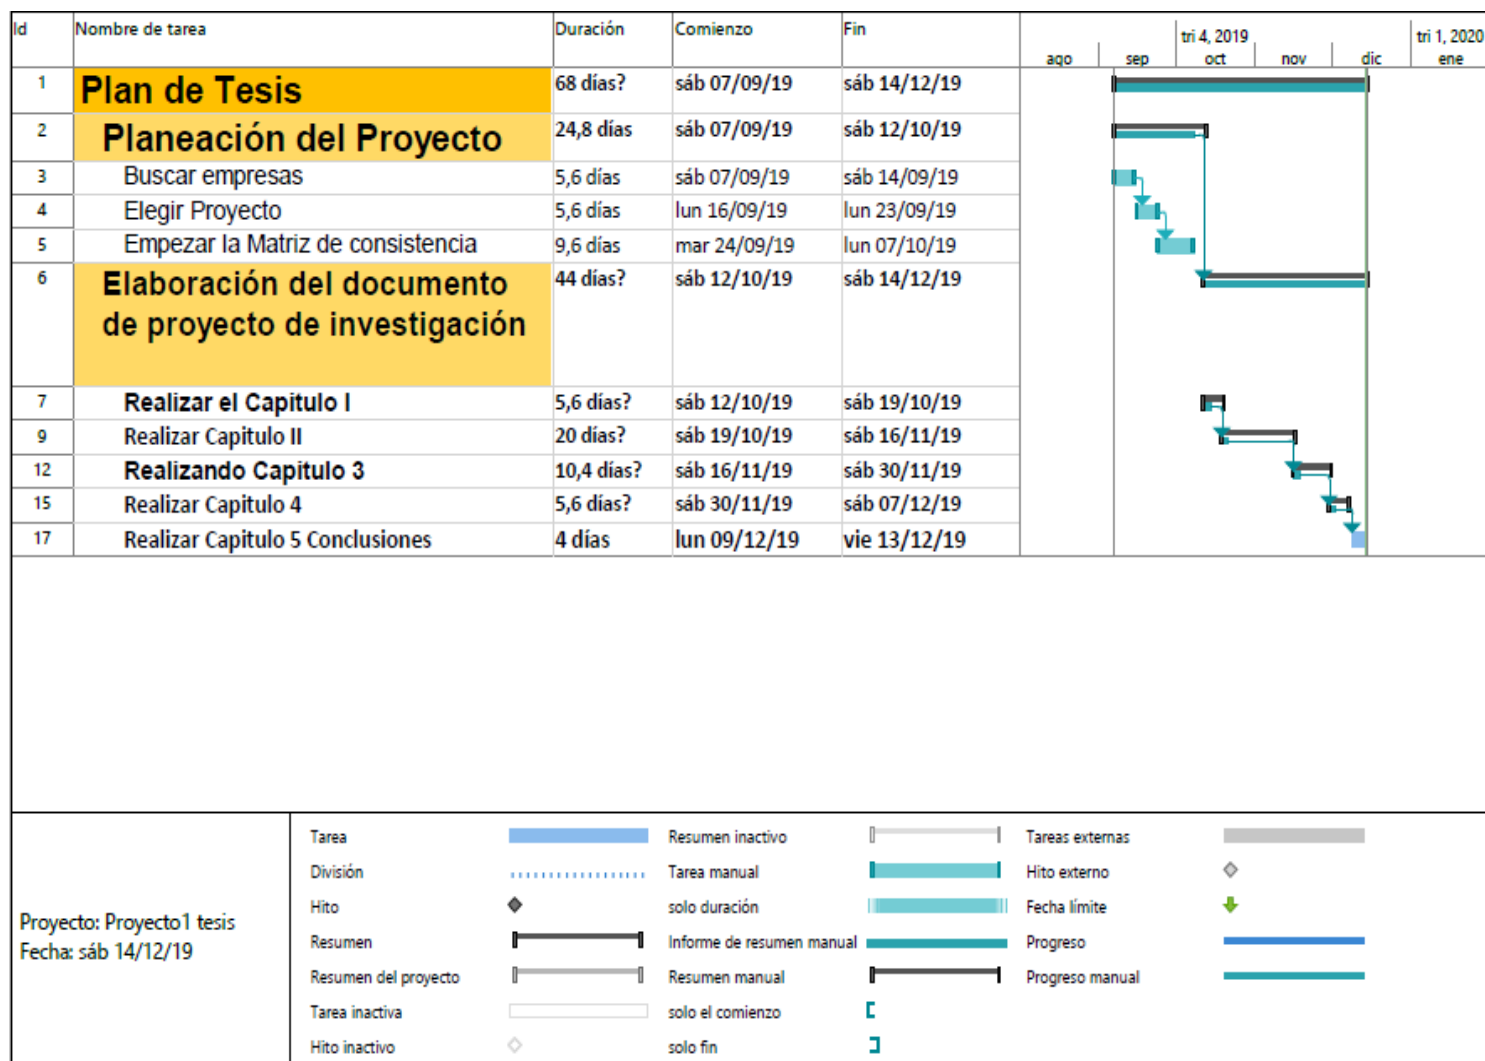 Id Nombre de tarea Duración Comienzo Fin
tri 4, 2019 tri 1, 2020
ago sep oct nov dic ene
1 Plan de Tesis 68 días? sáb 07/09/19 sáb 14/12/19
2 Planeación del Proyecto 24,8 días sáb 07/09/19 sáb 12/10/19
3 Buscar empresas 5,6 días sáb 07/09/19 sáb 14/09/19
4 Elegir Proyecto 5,6 días lun 16/09/19 lun 23/09/19
5 Empezar la Matriz de consistencia 9,6 días mar 24/09/19 lun 07/10/19
6 Elaboración del documento 44 días? sáb 12/10/19 sáb 14/12/19
de proyecto de investigación
7 Realizar el Capitulo I 5,6 días? sáb 12/10/19 sáb 19/10/19
9 Realizar Capitulo II 20 días? sáb 19/10/19 sáb 16/11/19
12 Realizando Capitulo 3 10,4 días? sáb 16/11/19 sáb 30/11/19
15 Realizar Capitulo 4 5,6 días? sáb 30/11/19 sáb 07/12/19
17 Realizar Capitulo 5 Conclusiones 4 días lun 09/12/19 vie 13/12/19
Proyecto: Proyecto1 tesis
Fecha: sáb 14/12/19
Tarea
División
Hito
Resumen
Resumen del proyecto
Tarea inactiva
Hito inactivo
Resumen inactivo
Tarea manual
solo duración
Informe de resumen manual
Resumen manual
solo el comienzo
solo fin
Tareas externas
Hito externo
Fecha límite
Progreso
Progreso manual